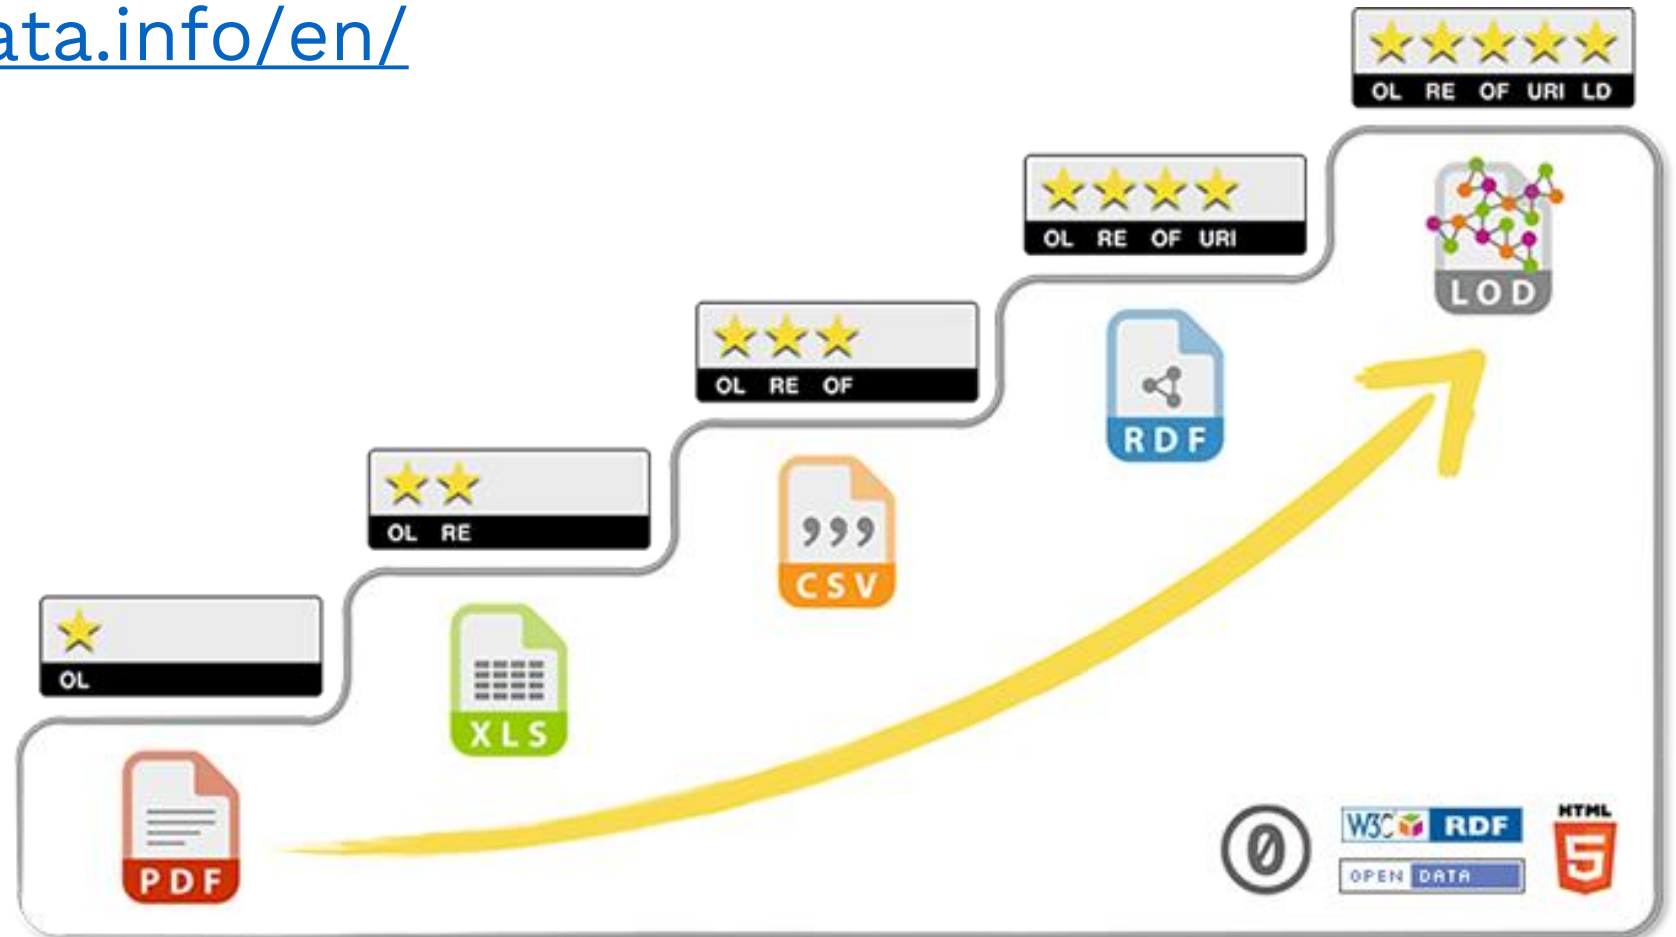 ata.info/en/
OL RE OF URI LD
LOD
OL RE OF URI
RDF
OL RE OF
CSV
OL RE
XLS
OL
PDF
0
W3C RDF
OPEN DATA
HTML
5